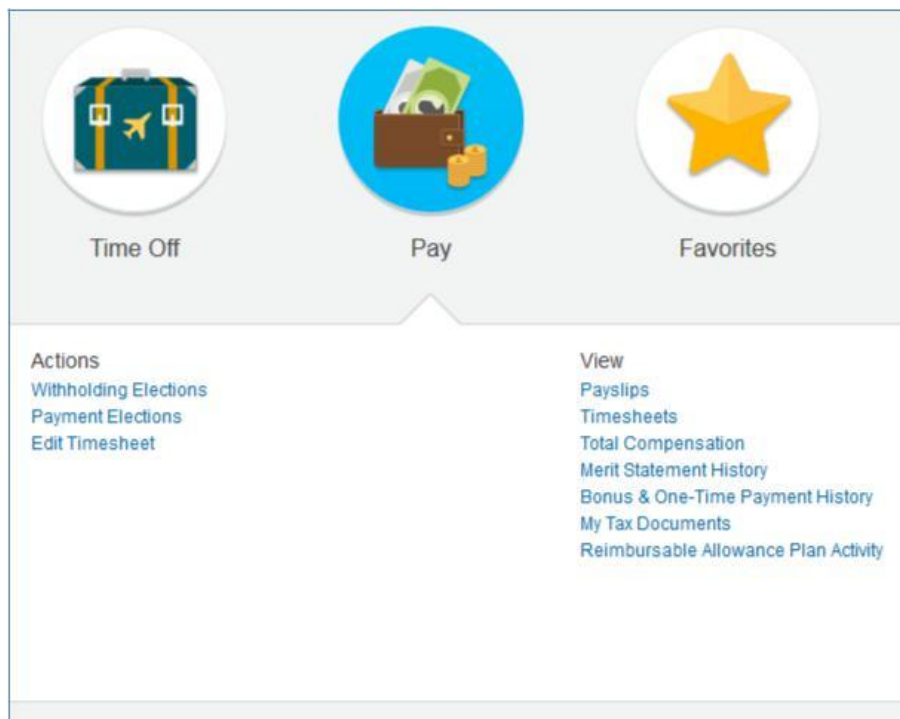 Time Off
Pay
Favorites
Actions
Withholding Elections
Payment Elections
Edit Timesheet
View
Payslips
Timesheets
Total Compensation
Merit Statement History
Bonus & One-Time Payment History
My Tax Documents
Reimbursable Allowance Plan Activity